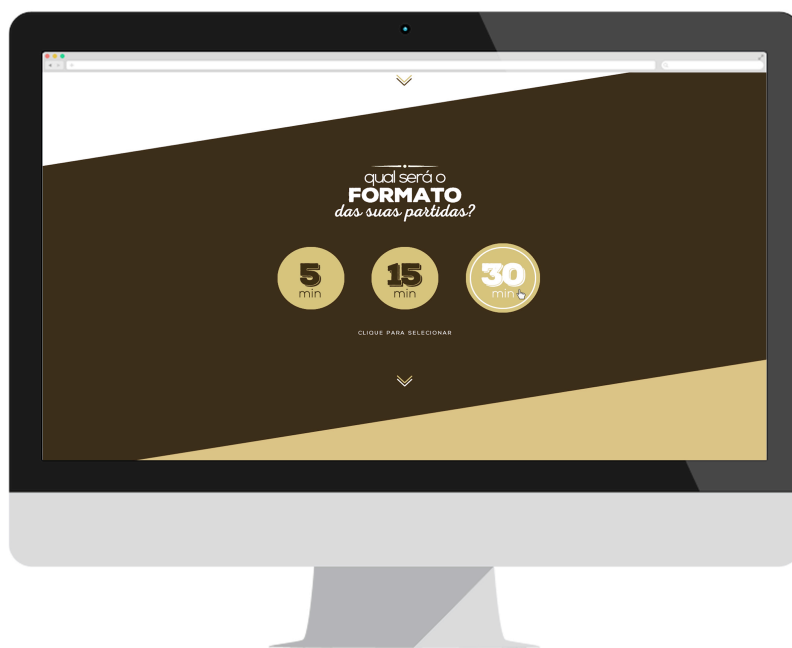 qual será o
FORMATO
das suas partidas?
5
min
15
min
30
min
CLIQUE PARA SELECIONAR